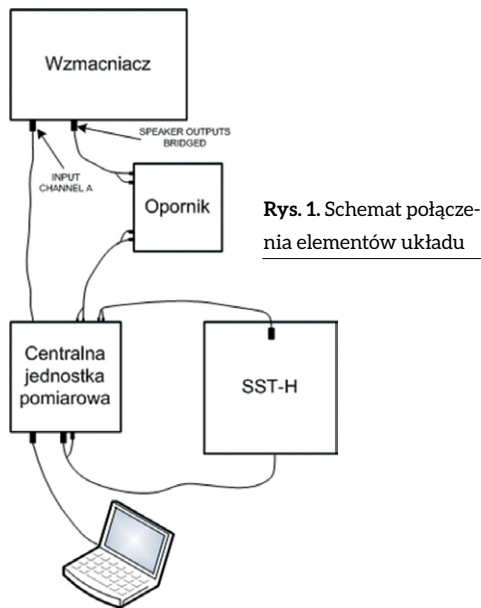 Wzmacniacz
SPEAKER OUTPUTS
BRIDGED
INPUT
CHANNEL A
Opornik
Rys. 1. Schemat połącze-
nia elementów układu
Centralna
jednostka
pomiarowa
SST-H